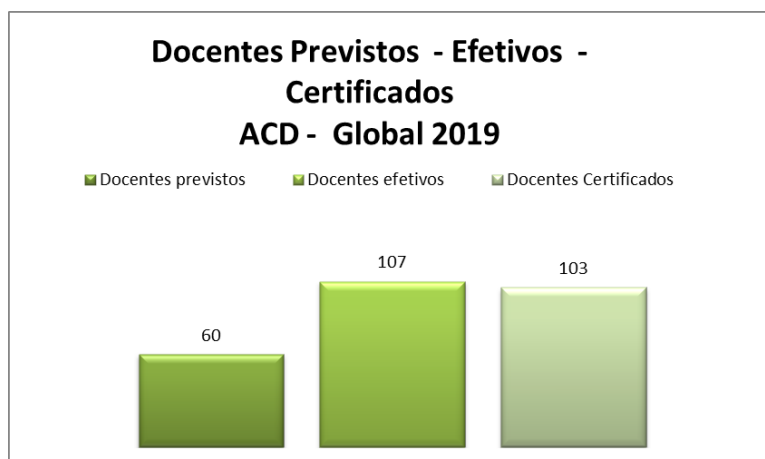 Docentes Previstos - Efetivos -
Certificados
ACD - Global 2019
Docentes previstos Docentes efetivos Docentes Certificados
107
103
60